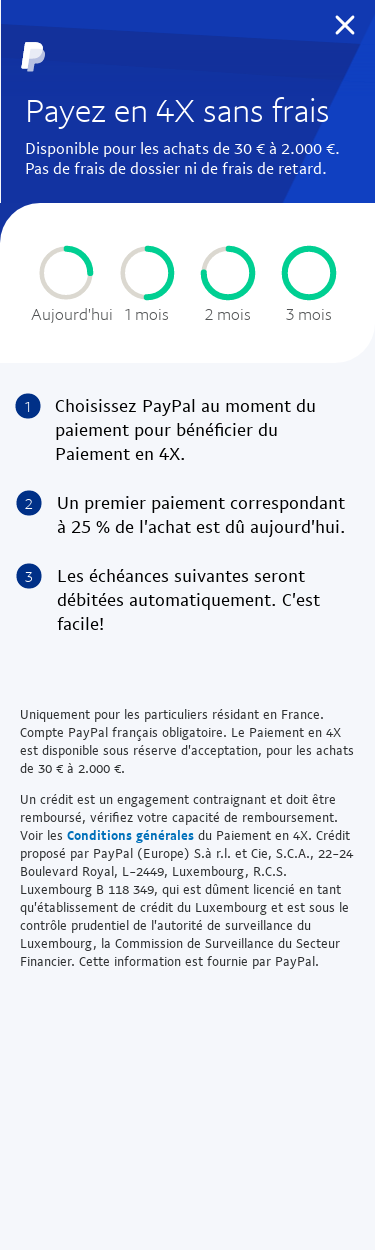 Payez en 4X sans frais
Disponible pour les achats de 30 € à 2.000 €.
Pas de frais de dossier ni de frais de retard.
Aujourd'hui 1 mois 2 mois 3 mois
1 Choisissez PayPal au moment du
paiement pour bénéficier du
Paiement en 4X.
2 Un premier paiement correspondant
à 25 % de l'achat est dû aujourd'hui.
3 Les échéances suivantes seront
débitées automatiquement. C'est
facile!
Uniquement pour les particuliers résidant en France.
Compte PayPal français obligatoire. Le Paiement en 4X
est disponible sous réserve d'acceptation, pour les achats
de 30 € à 2.000 €.
Un crédit est un engagement contraignant et doit être
remboursé, vérifiez votre capacité de remboursement.
Voir les Conditions générales du Paiement en 4X. Crédit
proposé par PayPal (Europe) S.à r.l. et Cie, S.C.A., 22-24
Boulevard Royal, L-2449, Luxembourg, R.C.S.
Luxembourg B 118 349, qui est dûment licencié en tant
qu'établissement de crédit du Luxembourg et est sous le
contrôle prudentiel de l'autorité de surveillance du
Luxembourg, la Commission de Surveillance du Secteur
Financier. Cette information est fournie par PayPal.